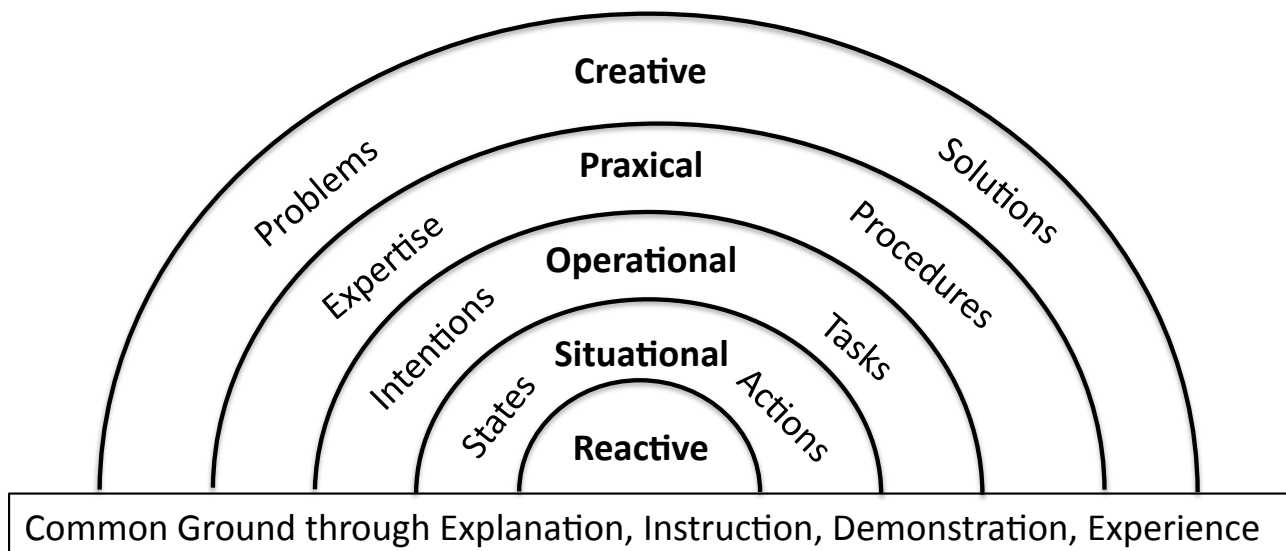 Creative
Problems
Solutions
Praxical
Expertise
Procedures
Operational
Intentions
Tasks
Situational
States
Actions
Reactive
Common Ground through Explanation, Instruction, Demonstration, Experience